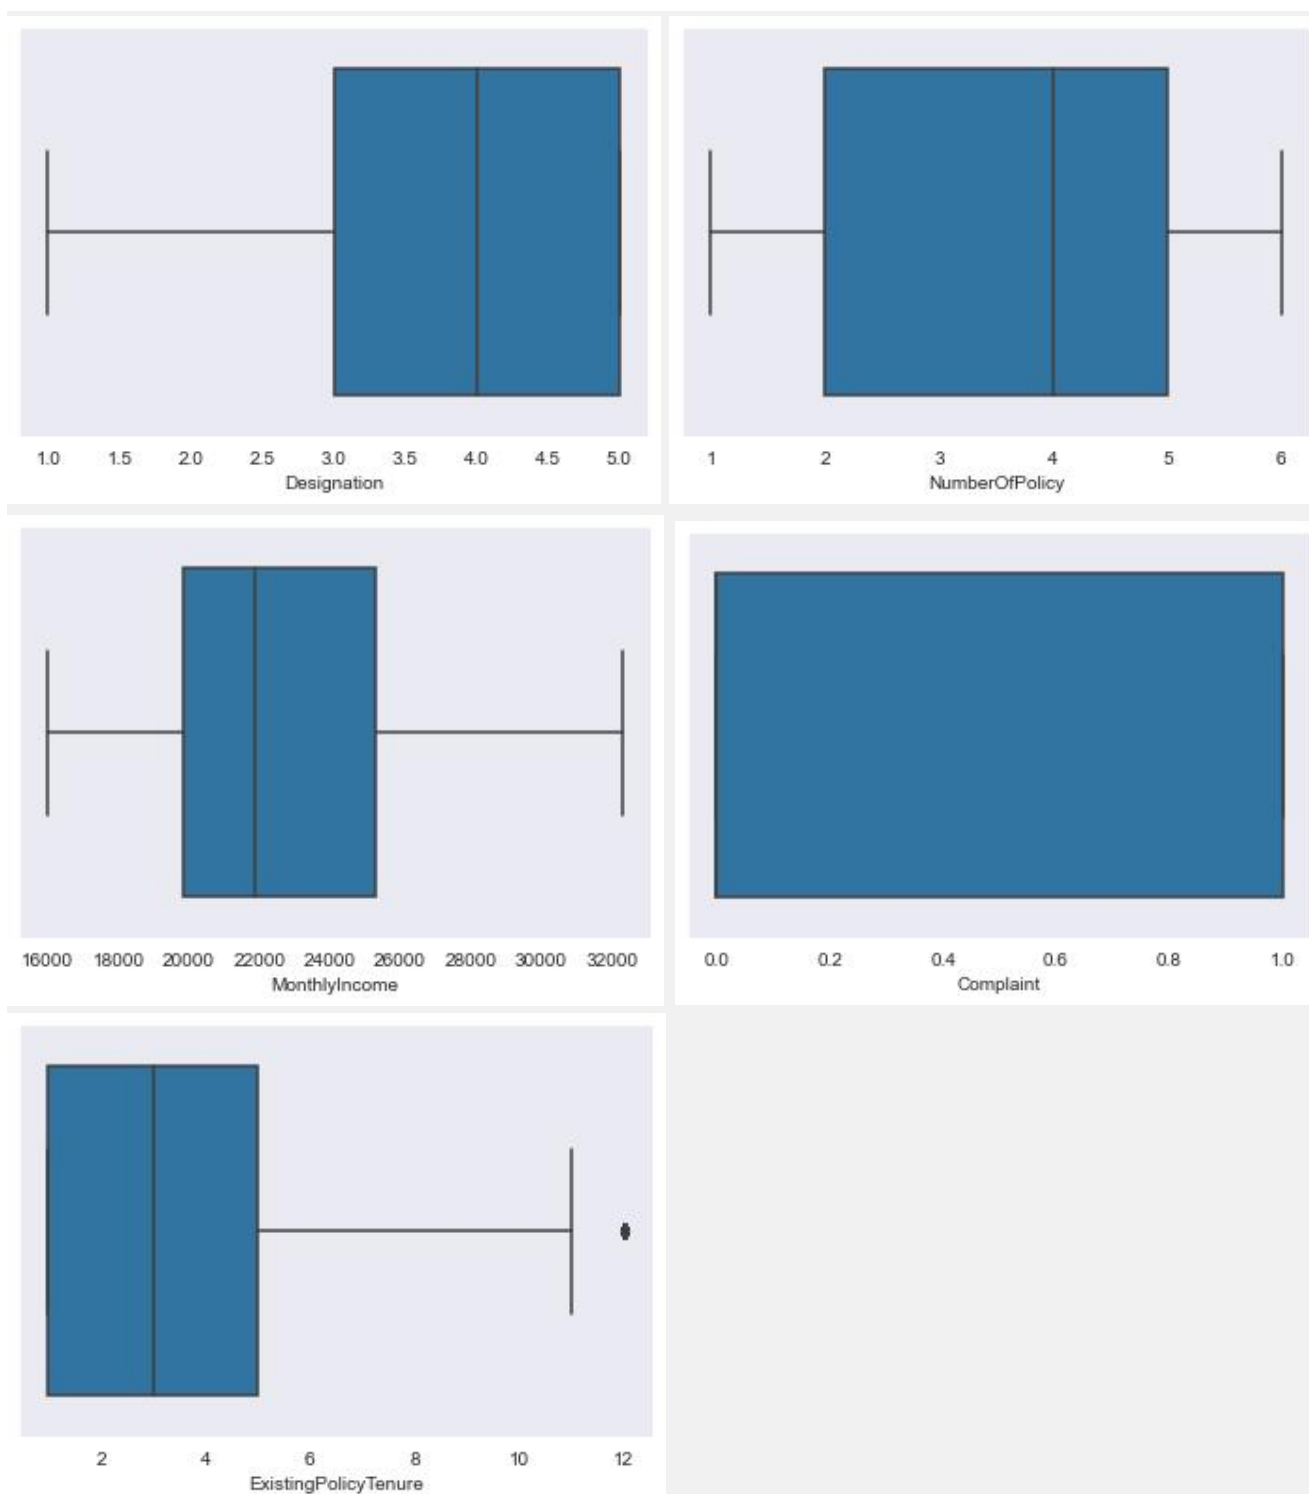 1.0 1.5 2.0 2.5 3.0 3.5 4.0 4.5 5.0
Designation
1 2 3 4 5 6
NumberOfPolicy
16000 18000 20000 22000 24000 26000 28000 30000 32000
MonthlyIncome
0.0 0.2 0.4 0.6 0.8 1.0
Complaint
2 4 6 8 10 12
ExistingPolicyTenure